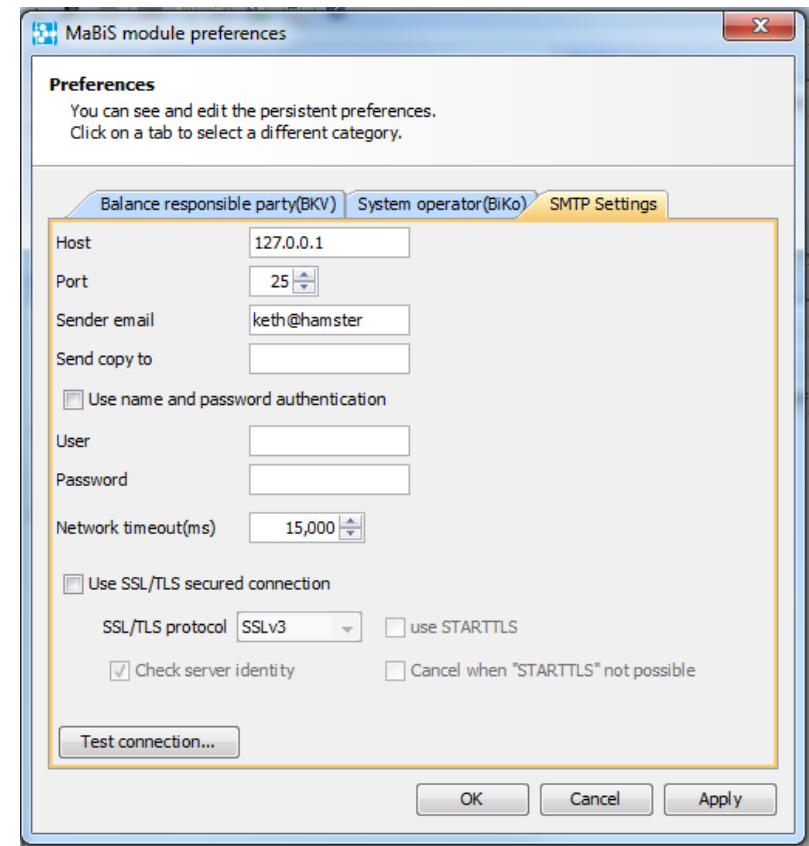 MaBiS module preferences
Preferences
You can see and edit the persistent preferences.
Click on a tab to select a different category.
Balance responsible party(BKV) System operator(BiKo) SMTP Settings
Host 127.0.0.1
Port 25
Sender email keth@hamster
Send copy to
Use name and password authentication
User
Password
Network timeout(ms) 15,000
Use SSL/TLS secured connection
SSL/TLS protocol SSLv3 use STARTTLS
Check server identity Cancel when "STARTTLS" not possible
Test connection...
OK Cancel Apply